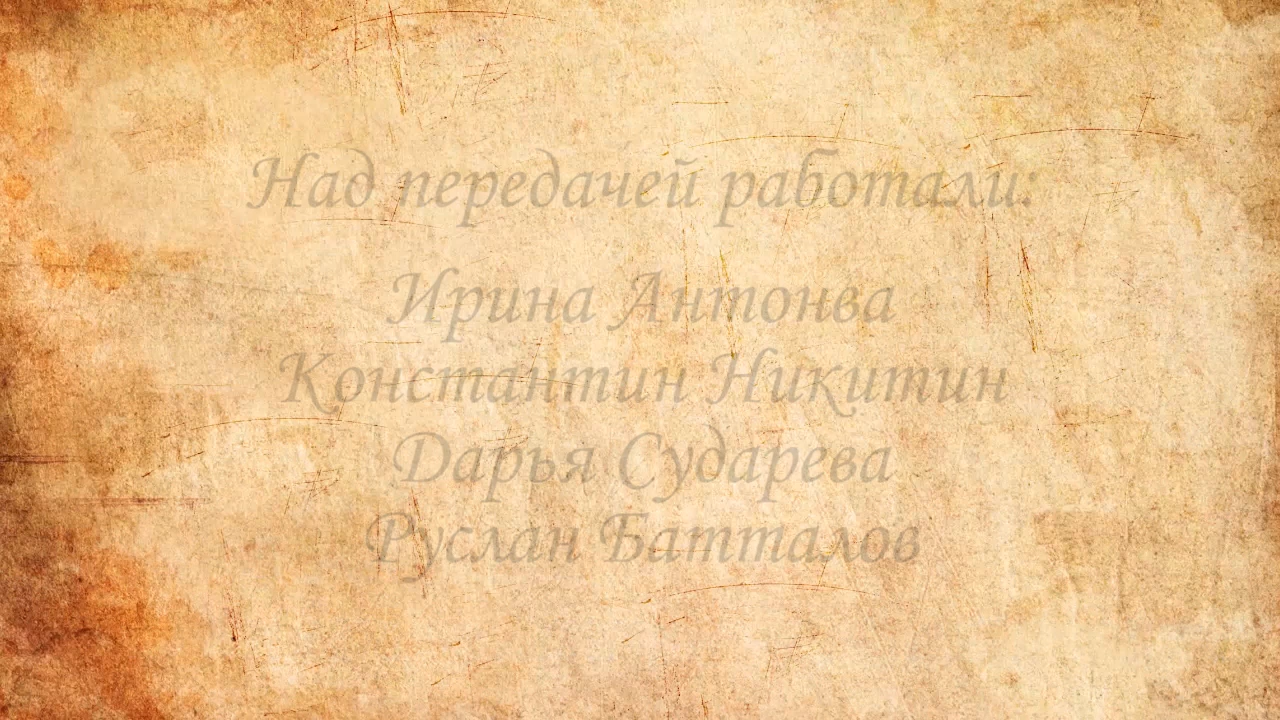 Над передачей работали:
Ирина Антонва
Константин Никитин
Дарья Сударева
Руслан Батталов